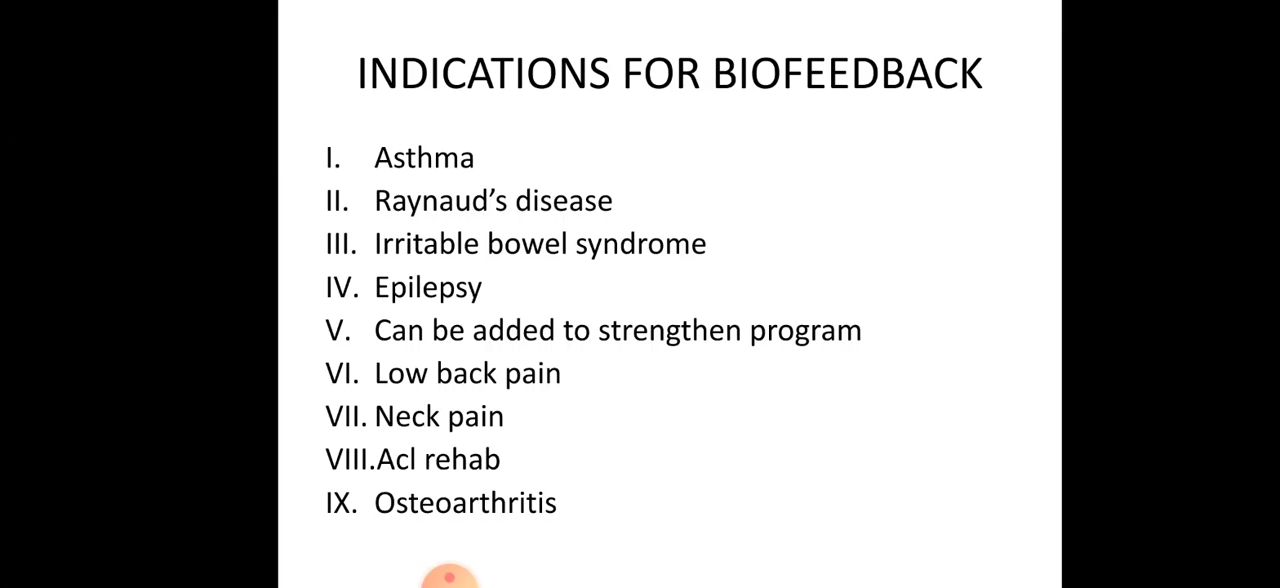 INDICATIONS FOR BIOFEEDBACK
I. Asthma
II. Raynaud’s disease
III. Irritable bowel syndrome
IV. Epilepsy
V. Can be added to strengthen program
VI. Low back pain
VII. Neck pain
VIII.Acl rehab
IX. Osteoarthritis